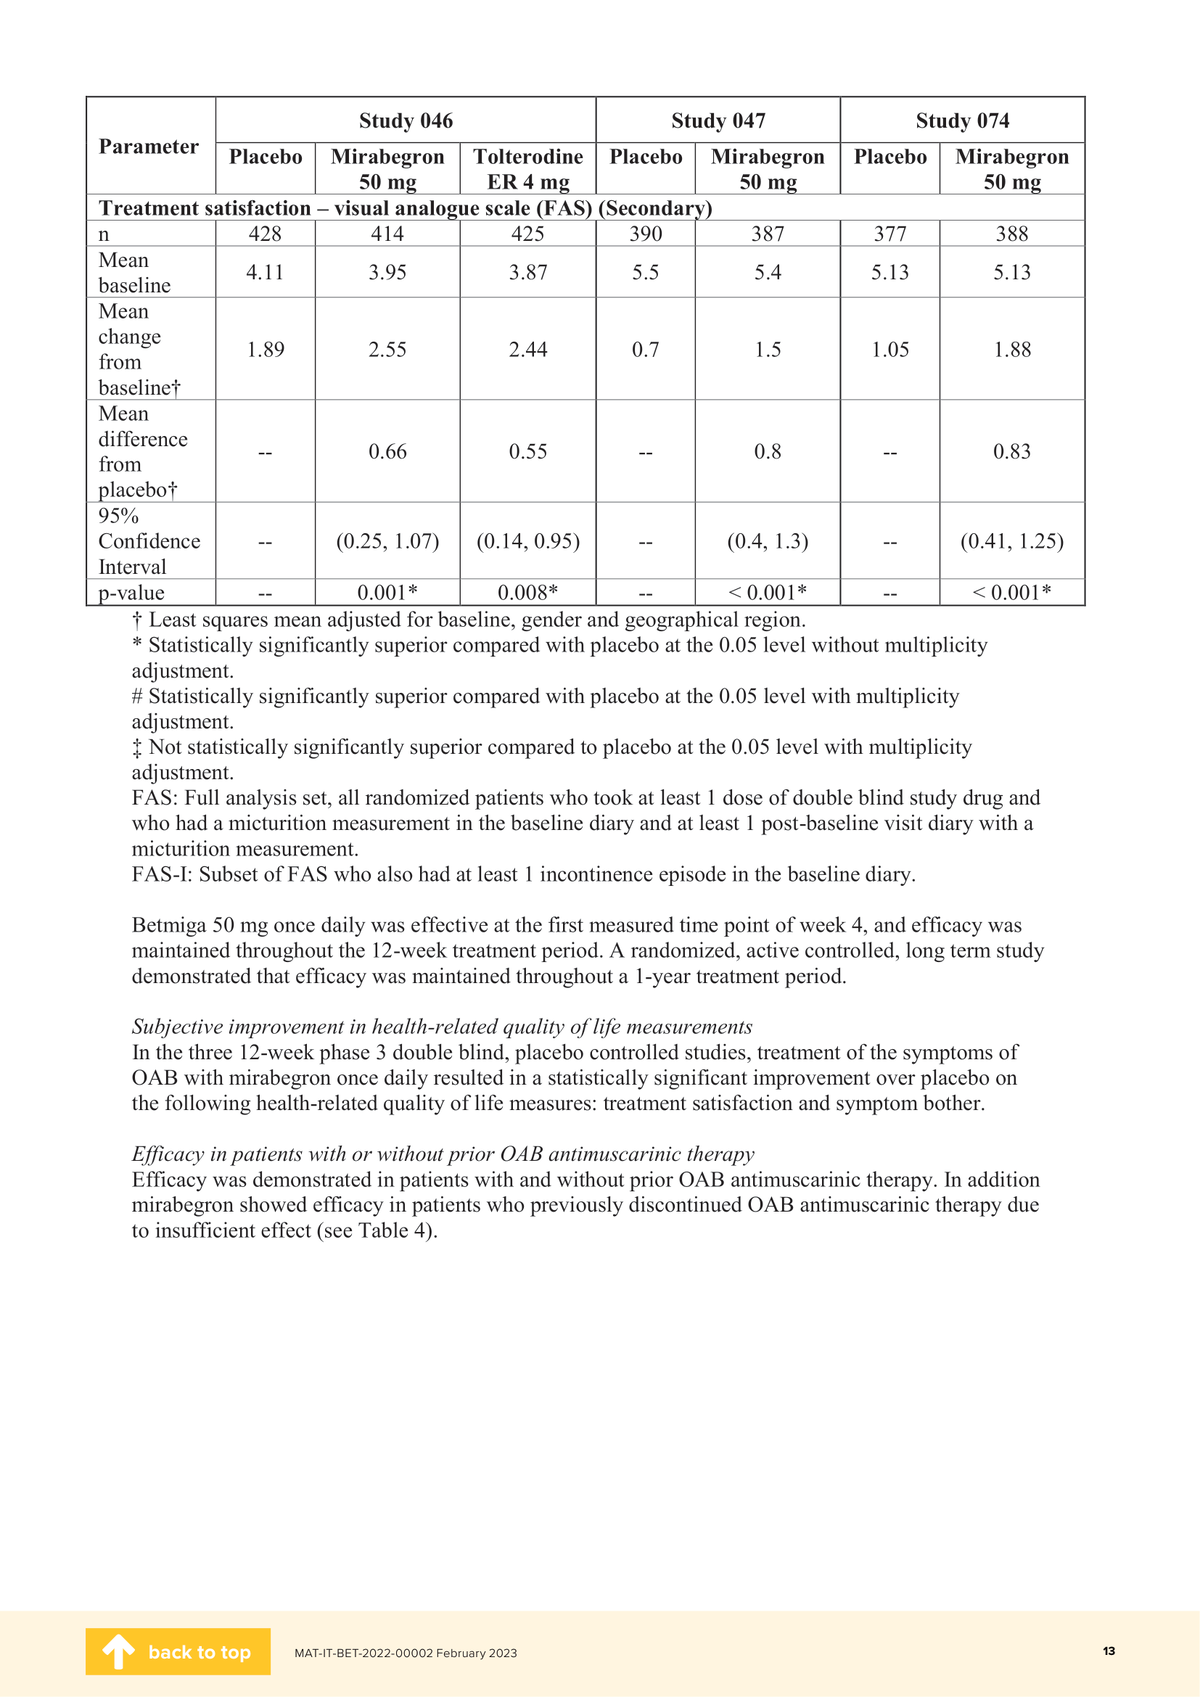 Parameter
Study 046 Study 047 Study 074
Placebo Mirabegron 50 mg Tolterodine ER 4 mg Placebo Mirabegron 50 mg Placebo Mirabegron 50 mg
Treatment satisfaction – visual analogue scale (FAS) (Secondary)
n 428 414 425 390 387 377 388
Mean baseline 4.11 3.95 3.87 5.5 5.4 5.13 5.13
Mean change from baseline† 1.89 2.55 2.44 0.7 1.5 1.05 1.88
Mean difference from placebo† -- 0.66 0.55 -- 0.8 -- 0.83
95% Confidence Interval -- (0.25, 1.07) (0.14, 0.95) -- (0.4, 1.3) -- (0.41, 1.25)
p-value -- 0.001* 0.008* -- < 0.001* -- < 0.001*
† Least squares mean adjusted for baseline, gender and geographical region.
* Statistically significantly superior compared with placebo at the 0.05 level without multiplicity
adjustment.
# Statistically significantly superior compared with placebo at the 0.05 level with multiplicity
adjustment.
‡ Not statistically significantly superior compared to placebo at the 0.05 level with multiplicity
adjustment.
FAS: Full analysis set, all randomized patients who took at least 1 dose of double blind study drug and
who had a micturition measurement in the baseline diary and at least 1 post-baseline visit diary with a
micturition measurement.
FAS-I: Subset of FAS who also had at least 1 incontinence episode in the baseline diary.
Betmiga 50 mg once daily was effective at the first measured time point of week 4, and efficacy was
maintained throughout the 12-week treatment period. A randomized, active controlled, long term study
demonstrated that efficacy was maintained throughout a 1-year treatment period.
Subjective improvement in health-related quality of life measurements
In the three 12-week phase 3 double blind, placebo controlled studies, treatment of the symptoms of
OAB with mirabegron once daily resulted in a statistically significant improvement over placebo on
the following health-related quality of life measures: treatment satisfaction and symptom bother.
Efficacy in patients with or without prior OAB antimuscarinic therapy
Efficacy was demonstrated in patients with and without prior OAB antimuscarinic therapy. In addition
mirabegron showed efficacy in patients who previously discontinued OAB antimuscarinic therapy due
to insufficient effect (see Table 4).
back to top
MAT-IT-BET-2022-00002 February 2023
13